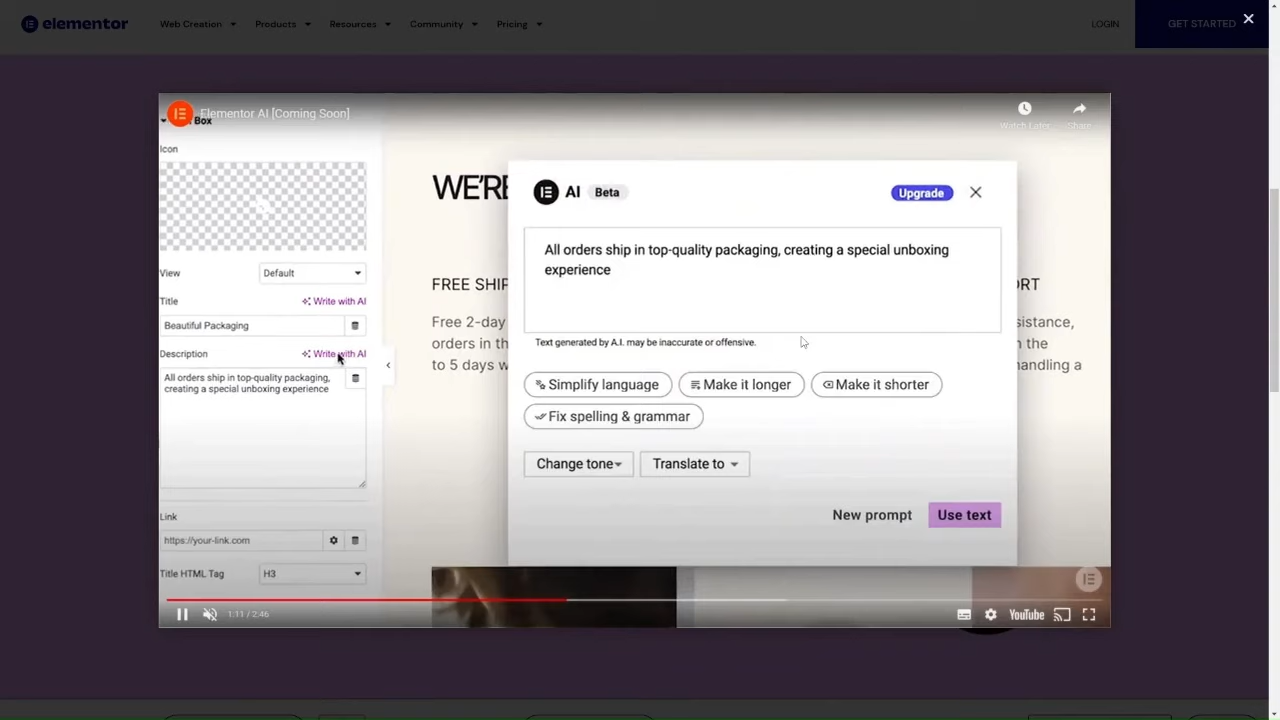 elementor
Web Creation
Products
Resources
Community
Pricing
LOGIN
GET STARTED
Elementor AI [Coming Soon]
Box
Watch Later
Share
Icon
View
Default
Title
Write with AI
Beautiful Packaging
Description
Write with AI
All orders ship in top-quality packaging,
creating a special unboxing experience
Link
https://your-link.com
Title HTML Tag
H3
WE'RE
FREE SHIP
Free 2-day
orders in th
to 5 days w
ORT
sistance,
the
handling a
AI
Beta
Upgrade
All orders ship in top-quality packaging, creating a special unboxing
experience
Text generated by A.I. may be inaccurate or offensive.
Simplify language
Make it longer
Make it shorter
Fix spelling & grammar
Change tone
Translate to
New prompt
Use text
1:11 / 2:46
YouTube